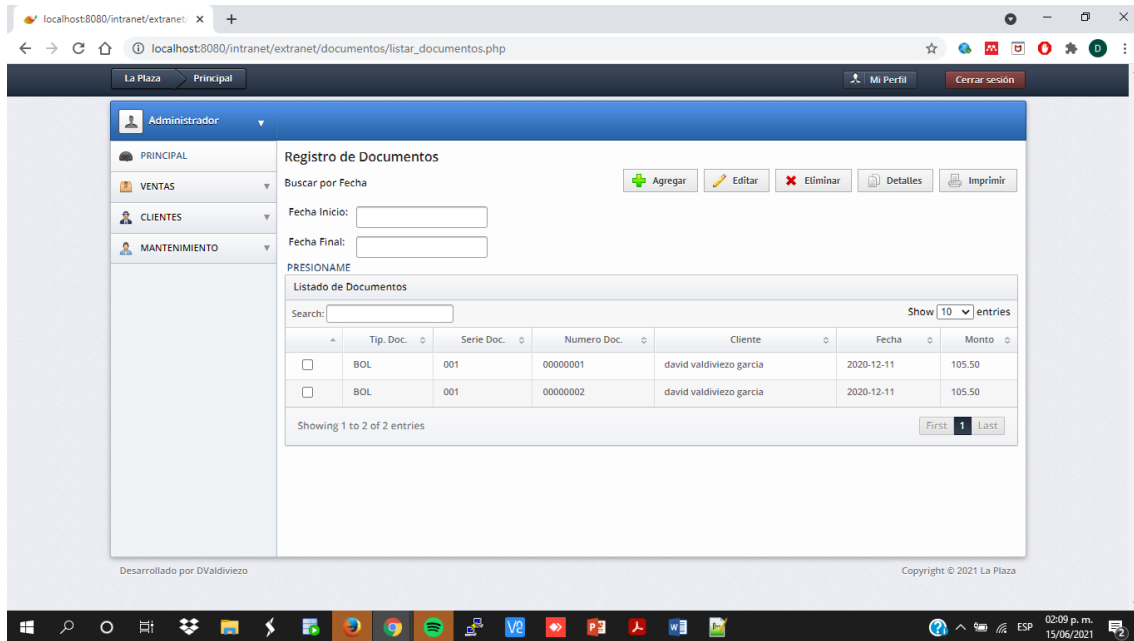 localhost:8080/intranet/extranet/
localhost:8080/intranet/extranet/documentos/listar_documentos.php
D
La Plaza Principal Mi Perfil Cerrar sesión
Administrador
PRINCIPAL
VENTAS
CLIENTES
MANTENIMIENTO
Registro de Documentos
Buscar por Fecha
Agregar Editar Eliminar Detalles Imprimir
Fecha Inicio:
Fecha Final:
PRESIONAME
Listado de Documentos
Search: Show 10 entries
Tip. Doc. Serie Doc. Numero Doc. Cliente Fecha Monto
BOL 001 00000001 david valdiviezo garcia 2020-12-11 105.50
BOL 001 00000002 david valdiviezo garcia 2020-12-11 105.50
Showing 1 to 2 of 2 entries First 1 Last
Desarrollado por DValdiviezo Copyright © 2021 La Plaza
ESP 02:09 p. m.
15/06/2021